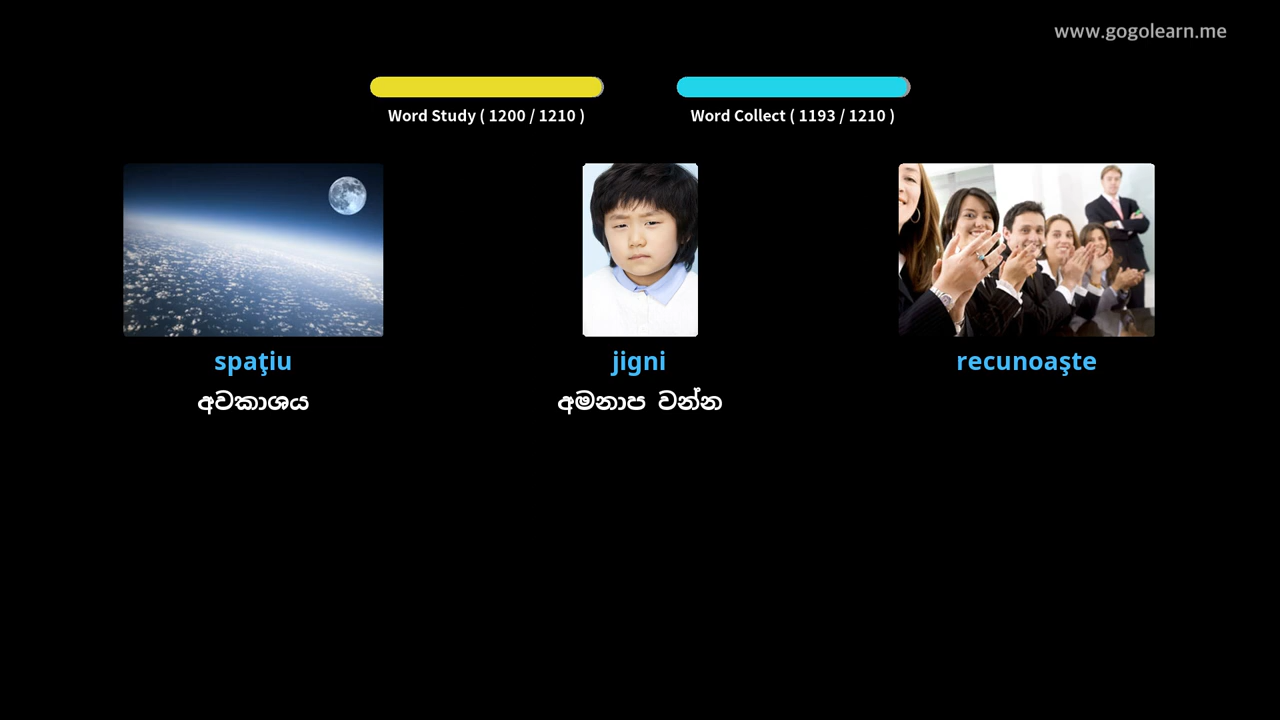 www.gogolearn.me
Word Study ( 1200 / 1210 )
Word Collect ( 1193 / 1210 )
spaţiu
jigni
recunoaşte
අවකාශය
අමනාප වන්න